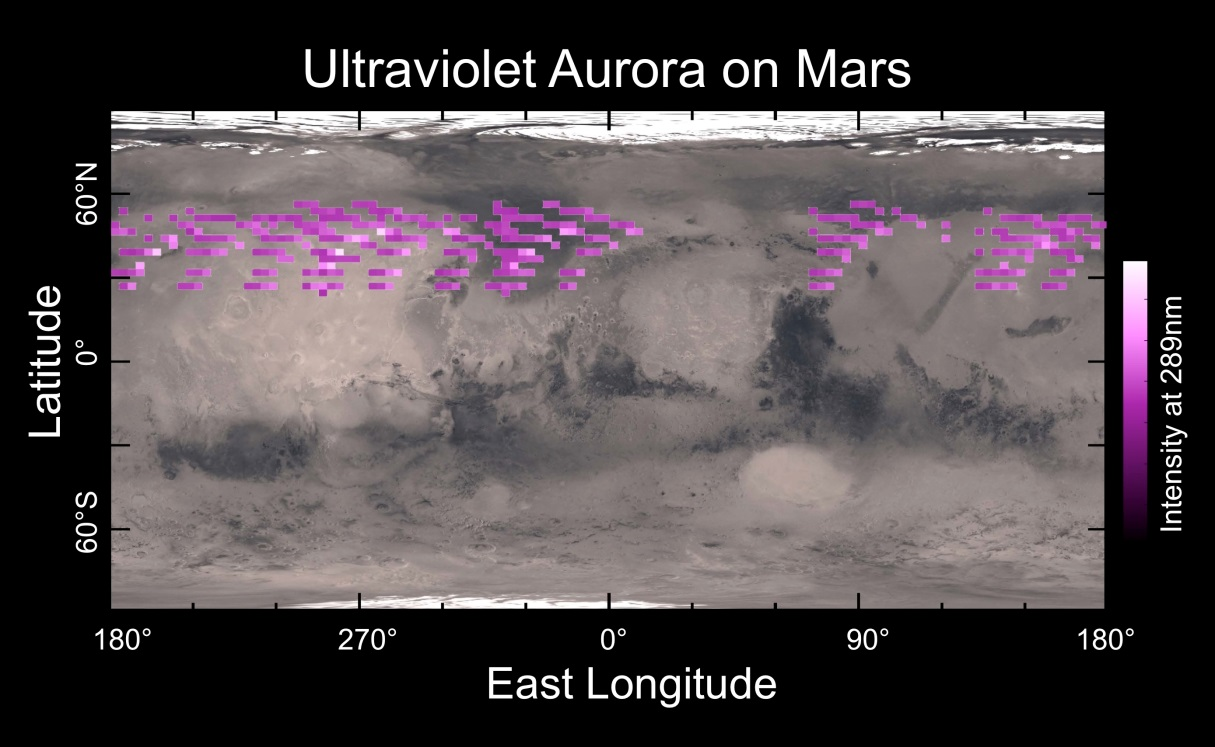 Ultraviolet Aurora on Mars
60°N
0°
60°S
Latitude
Intensity at 289nm
180°
270°
0°
90°
180°
East Longitude